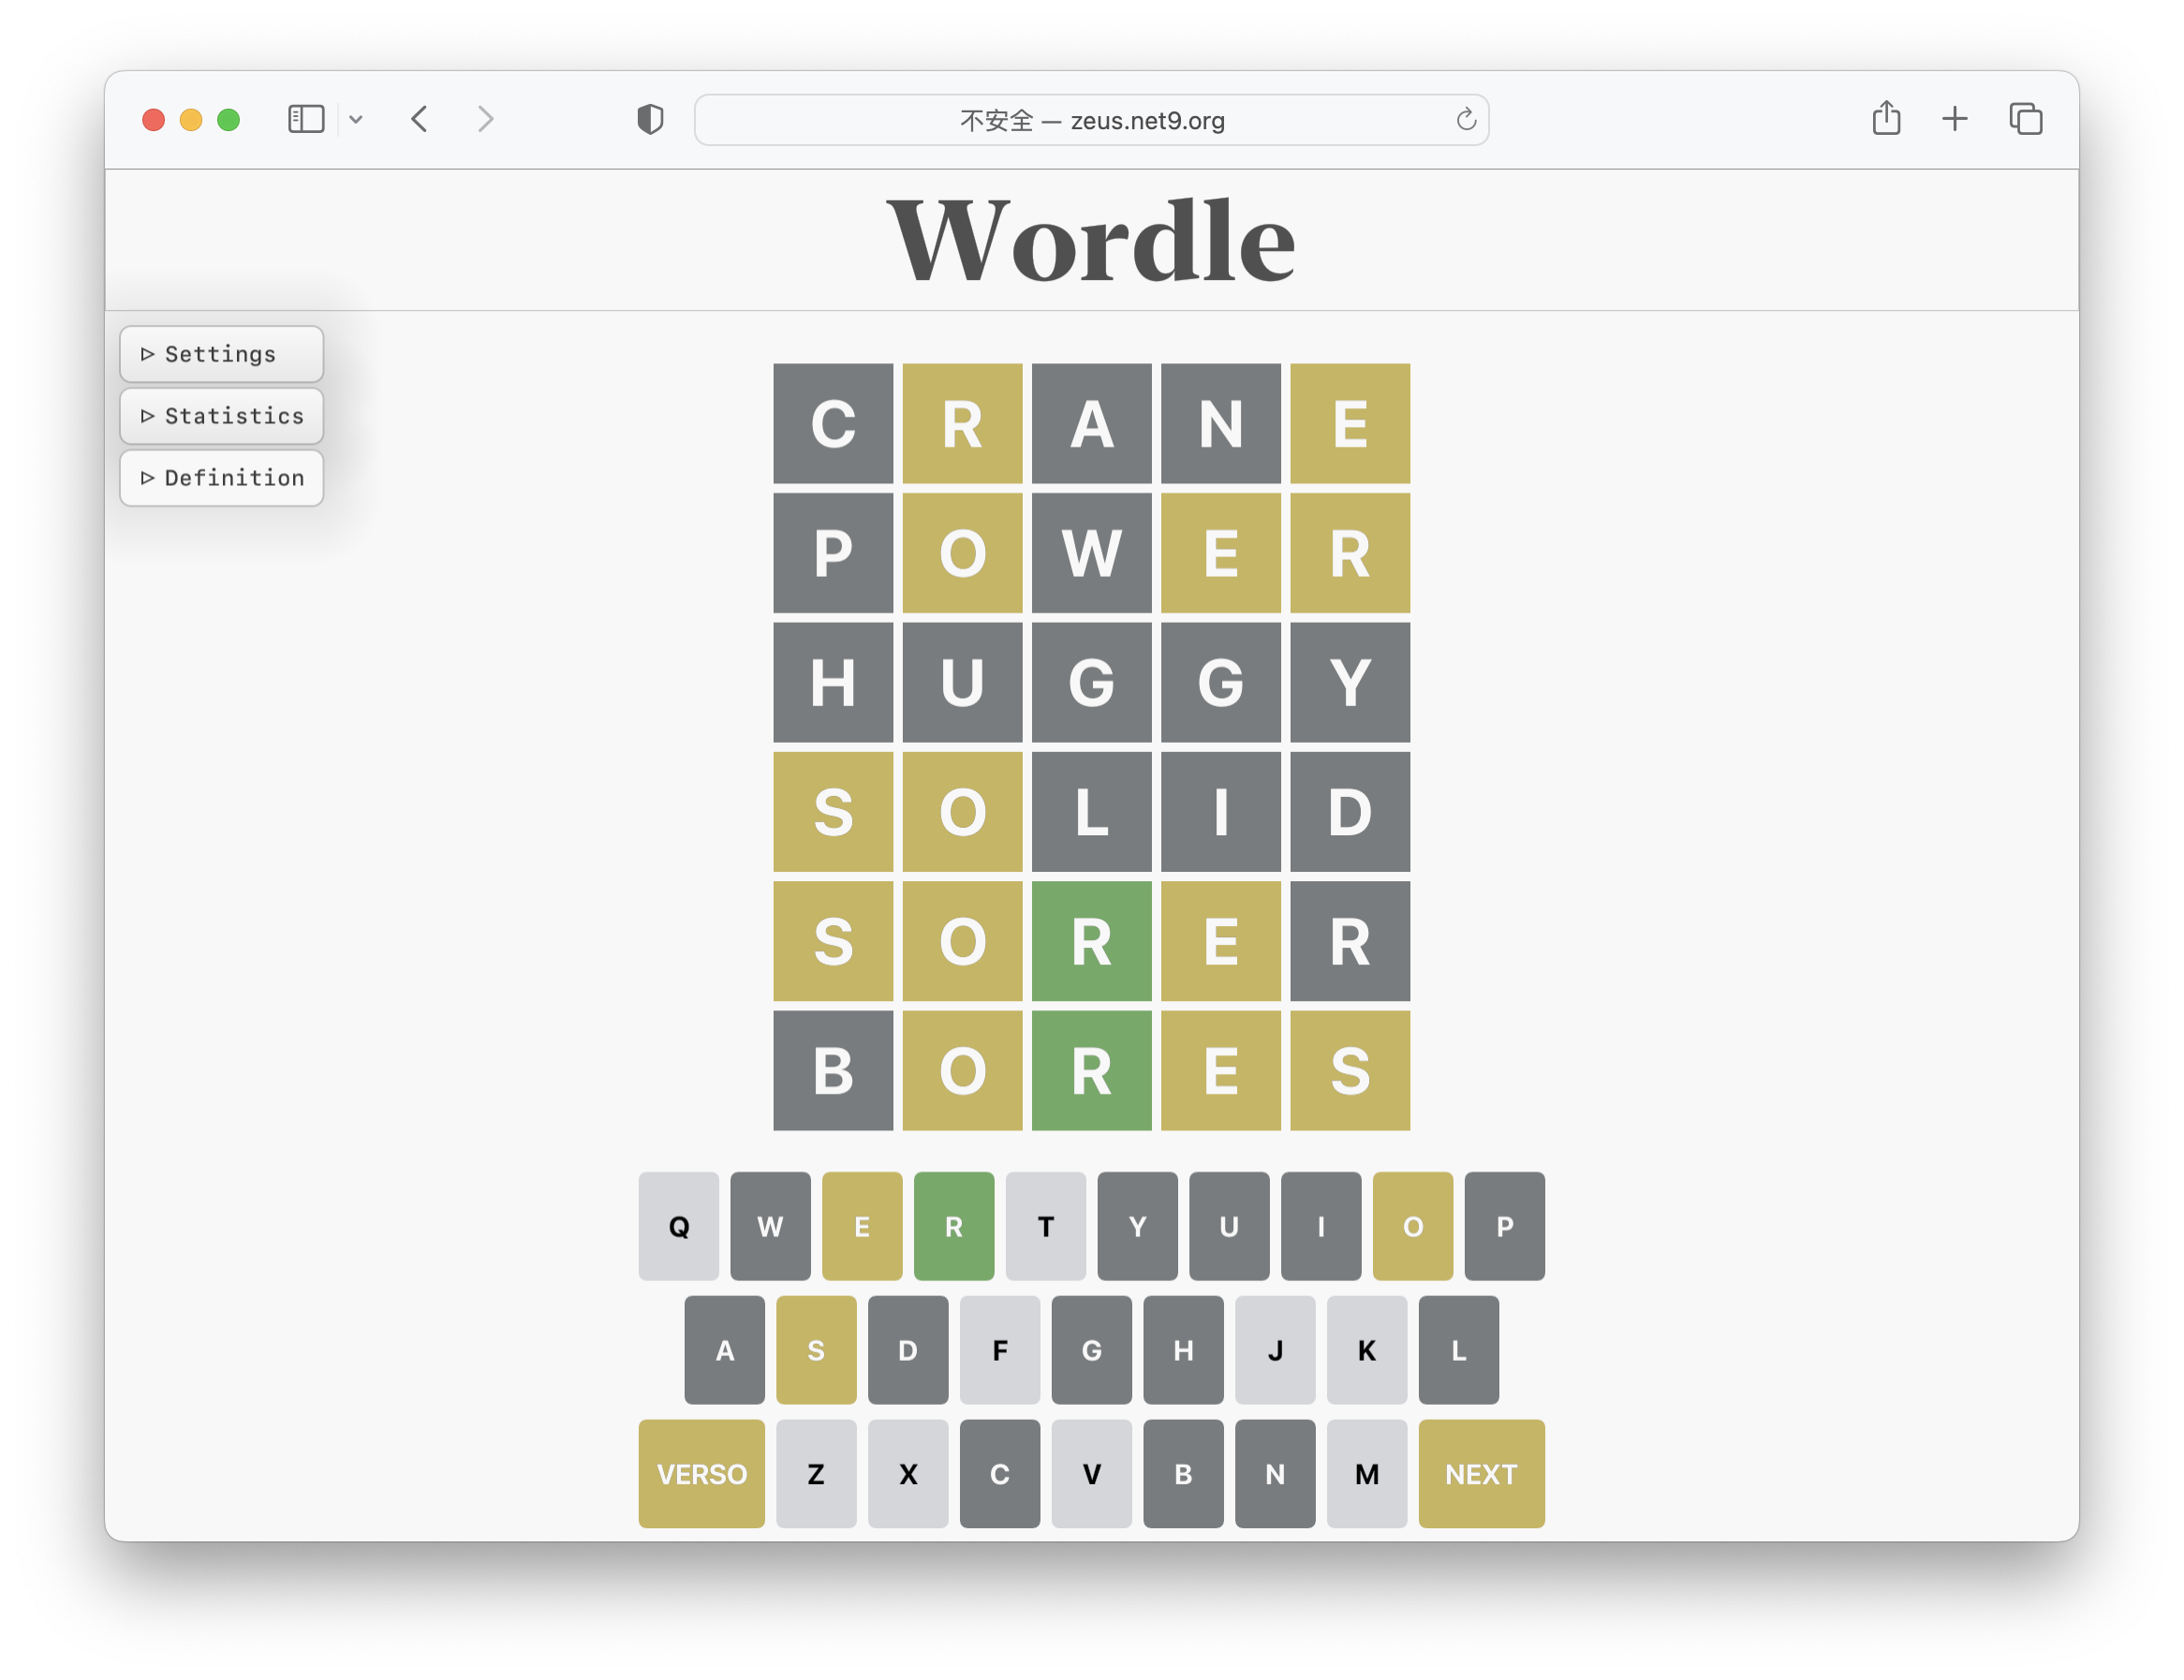 不安全 — zeus.net9.org
Wordle
Settings
Statistics
Definition
C R A N E
P O W E R
H U G G Y
S O L I D
S O R E R
B O R E S
Q W E R T Y U I O P
A S D F G H J K L
VERSO Z X C V B N M NEXT